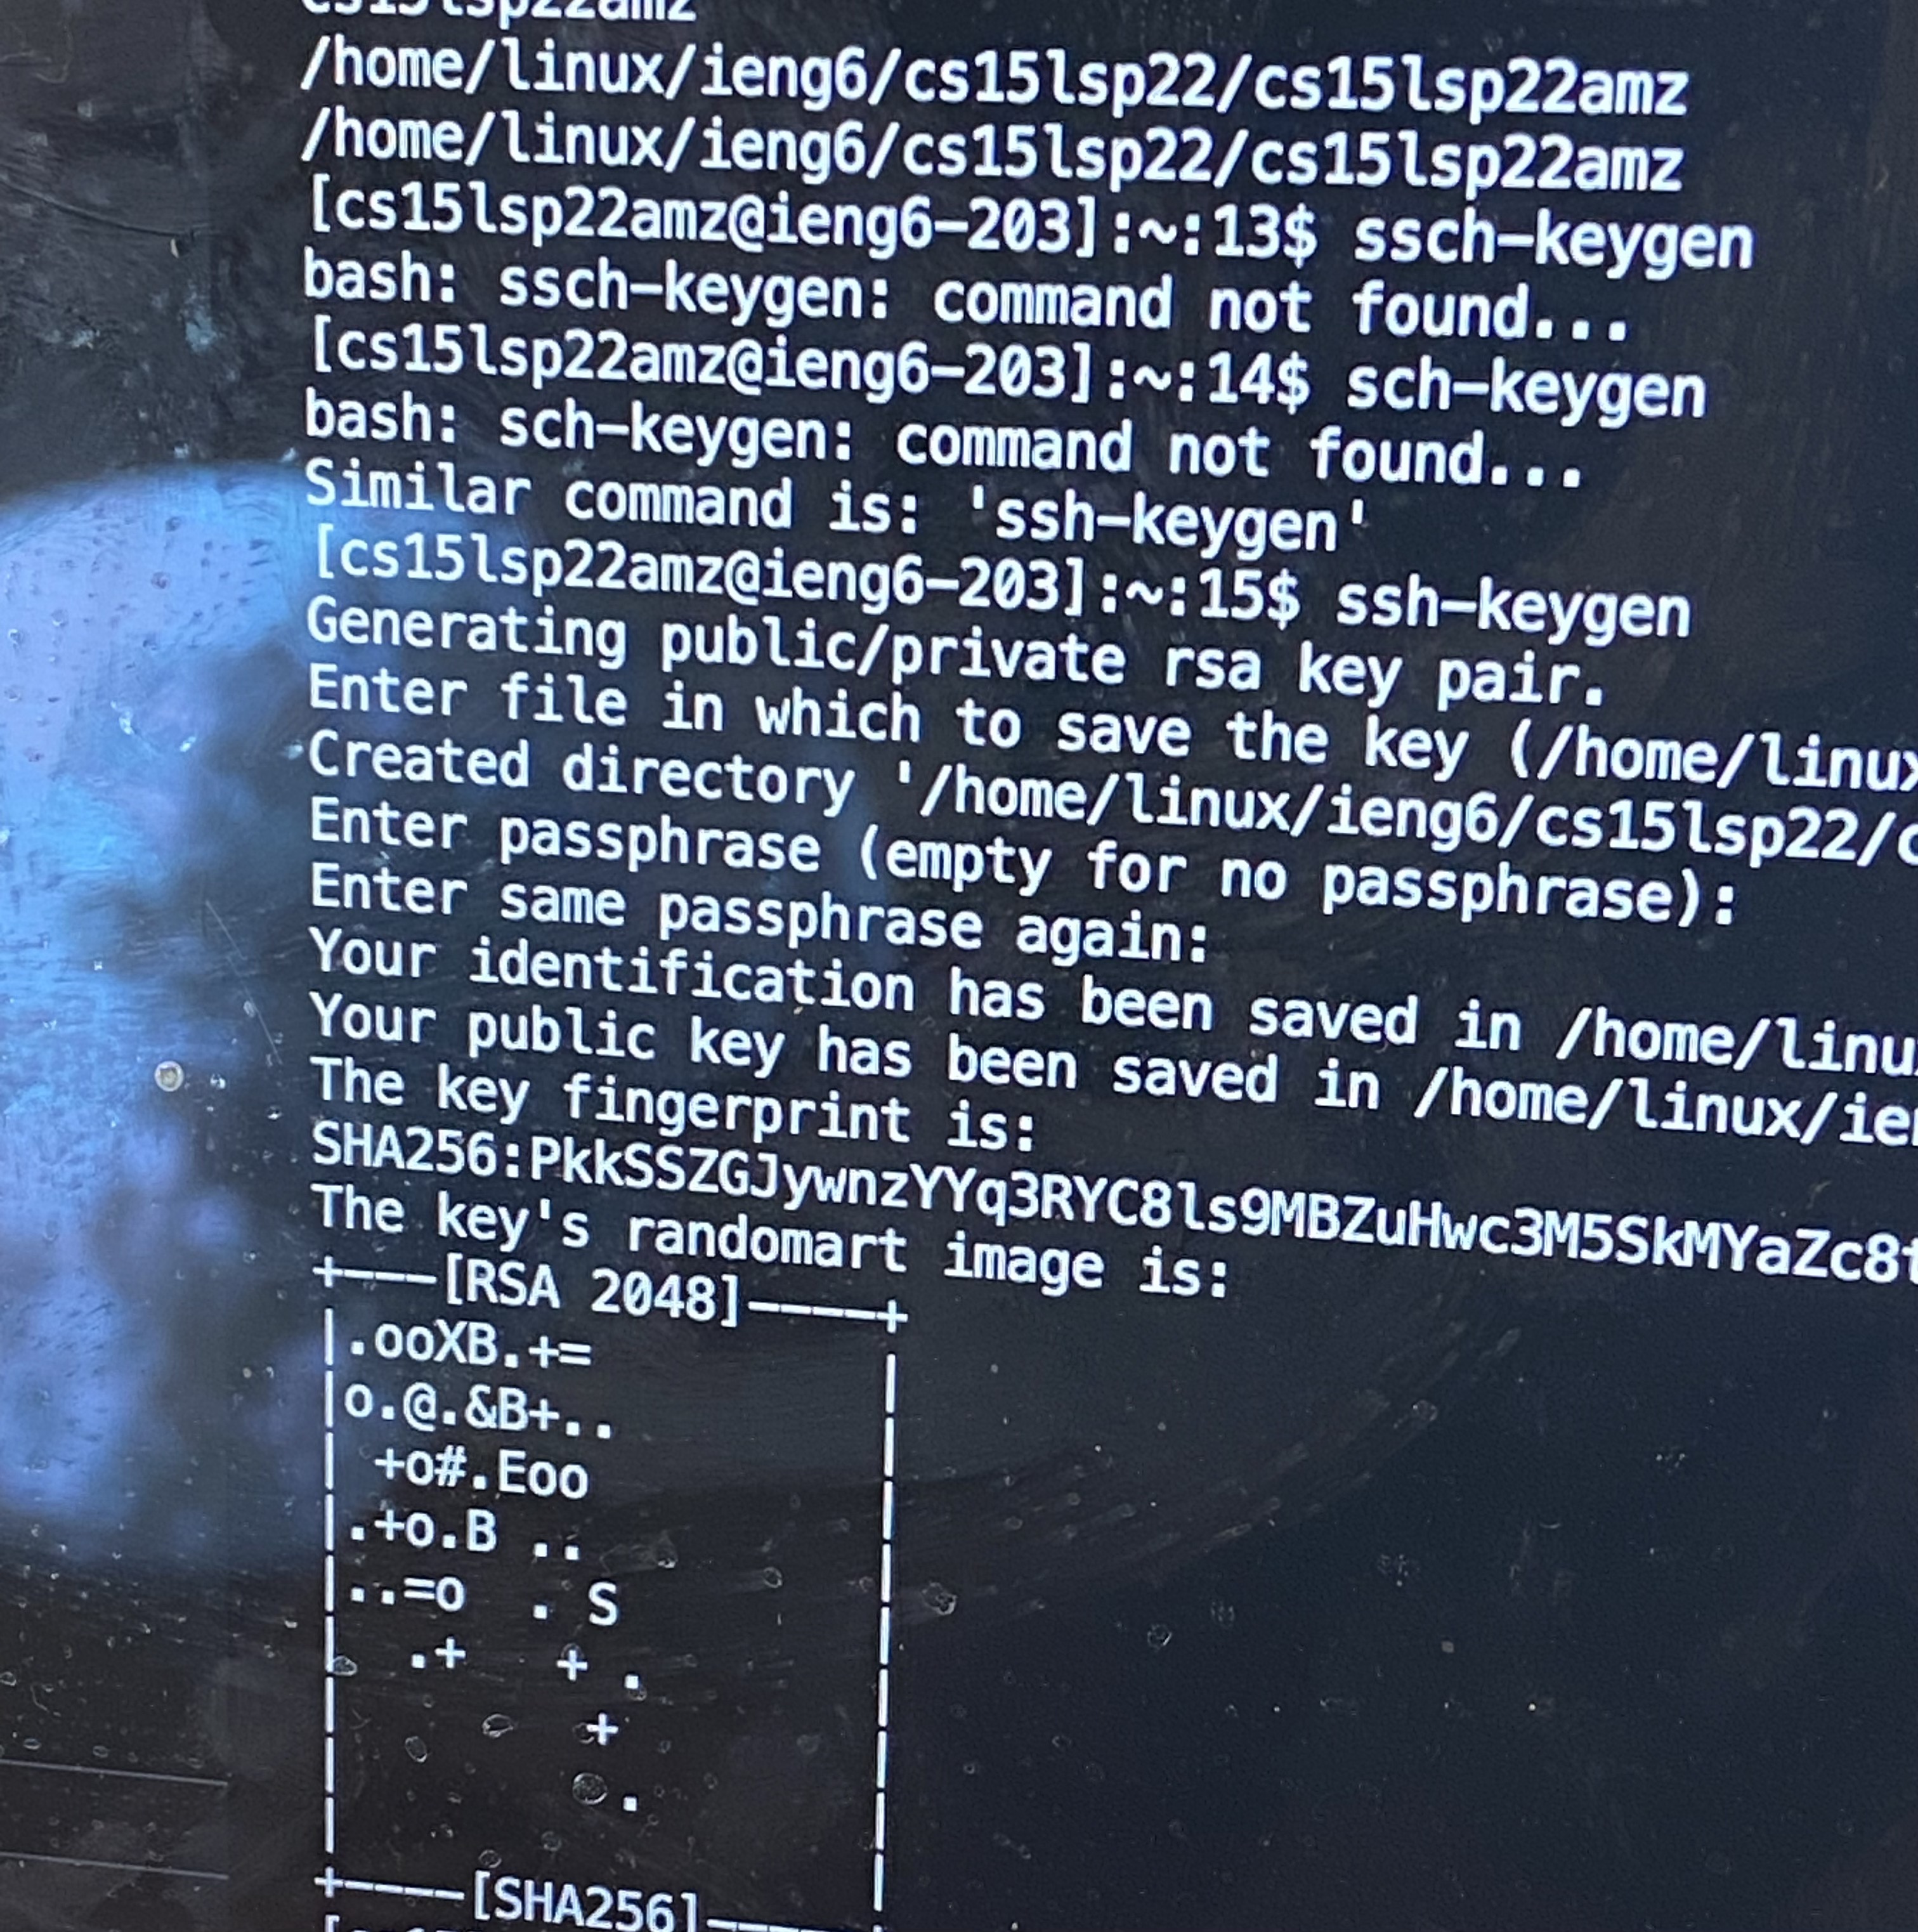 cs15lsp22amz
/home/linux/ieng6/cs15lsp22/cs15lsp22amz
/home/linux/ieng6/cs15lsp22/cs15lsp22amz
[cs15lsp22amz@ieng6-203]:~:13$ ssch-keygen
bash: ssch-keygen: command not found...
[cs15lsp22amz@ieng6-203]:~:14$ sch-keygen
bash: sch-keygen: command not found...
Similar command is: 'ssh-keygen'
[cs15lsp22amz@ieng6-203]:~:15$ ssh-keygen
Generating public/private rsa key pair.
Enter file in which to save the key (/home/linux
Created directory '/home/linux/ieng6/cs15lsp22/c
Enter passphrase (empty for no passphrase):
Enter same passphrase again:
Your identification has been saved in /home/linu
Your public key has been saved in /home/linux/ie
The key fingerprint is:
SHA256:PkkSSZGJywnzYYq3RYC8ls9MBZuHwc3M5SkMYaZc8t
The key's randomart image is:
+---[RSA 2048]----+
|.ooXB.+=         |
|o.@.&B+..        |
| +o#.Eoo         |
|.+o.B ..         |
|..=o  . S        |
|  .+   + .       |
|        +        |
|         .       |
|                 |
+----[SHA256]-----